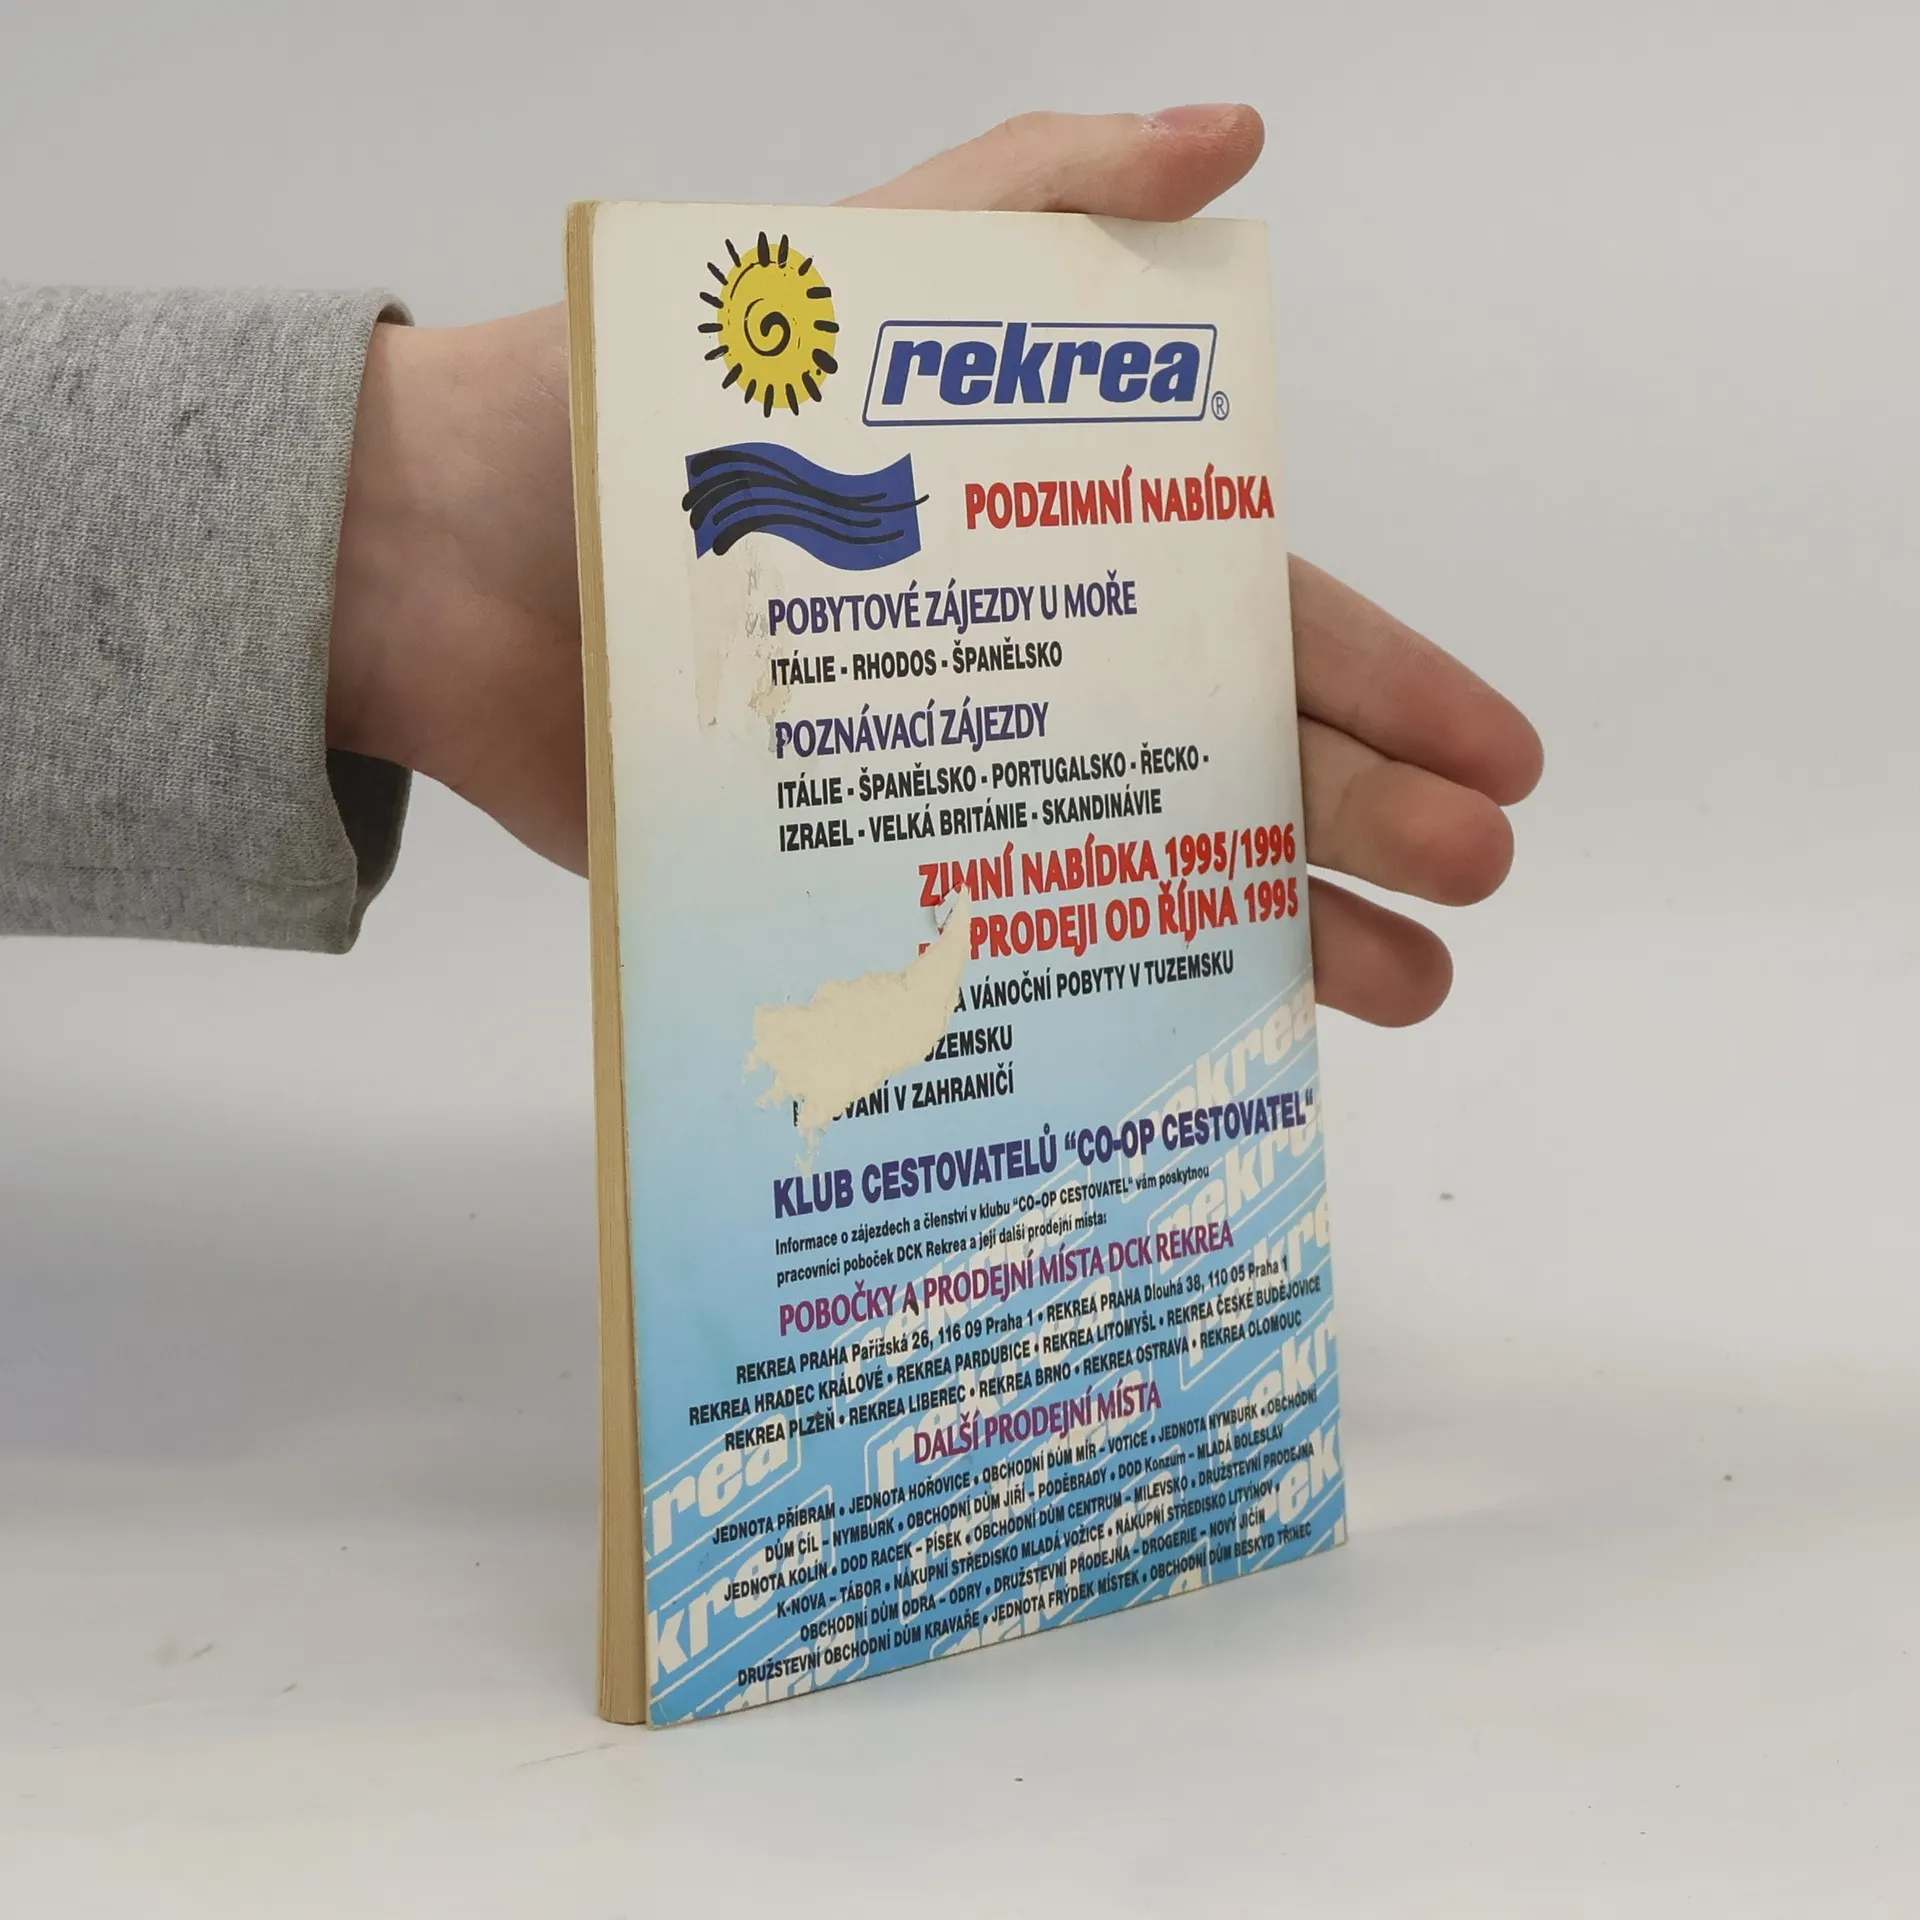 rekrea®
PODZIMNÍ NABÍDKA
POBYTOVÉ ZÁJEZDY U MOŘE
ITÁLIE - RHODOS - ŠPANĚLSKO
POZNÁVACÍ ZÁJEZDY
ITÁLIE - ŠPANĚLSKO - PORTUGALSKO - ŘECKO -
IZRAEL - VELKÁ BRITÁNIE - SKANDINÁVIE
ZIMNÍ NABÍDKA 1995/1996
PRODEJI OD ŘÍJNA 1995
A VÁNOČNÍ POBYTY V TUZEMSKU
UZEMSKU
OVÁNÍ V ZAHRANIČÍ
KLUB CESTOVATELŮ "CO-OP CESTOVATEL"
Informace o zájezdech a členství v klubu "CO-OP CESTOVATEL" vám poskytnou
pracovníci poboček DCK Rekrea a její další prodejní místa:
POBOČKY A PRODEJNÍ MÍSTA DCK REKREA
REKREA PRAHA Pařížská 26, 116 09 Praha 1 • REKREA PRAHA Dlouhá 38, 110 05 Praha 1
REKREA HRADEC KRÁLOVÉ • REKREA PARDUBICE • REKREA LITOMYŠL • REKREA ČESKÉ BUDĚJOVICE
REKREA PLZEŇ • REKREA LIBEREC • REKREA BRNO • REKREA OSTRAVA • REKREA OLOMOUC
DALŠÍ PRODEJNÍ MÍSTA
JEDNOTA PŘÍBRAM • JEDNOTA HOŘOVICE • OBCHODNÍ DŮM MÍR – VOTICE • JEDNOTA NYMBURK • OBCHODNÍ
DŮM CÍL – NYMBURK • OBCHODNÍ DŮM JIŘÍ – PODĚBRADY • DOD Konzum – MLADÁ BOLESLAV
JEDNOTA KOLÍN • DOD RACEK – PÍSEK • OBCHODNÍ DŮM CENTRUM – MILEVSKO • DRUŽSTEVNÍ PRODEJNA
K-NOVA – TÁBOR • NÁKUPNÍ STŘEDISKO MLADÁ VOŽICE • NÁKUPNÍ STŘEDISKO LITVÍNOV •
OBCHODNÍ DŮM ODRA – ODRY • DRUŽSTEVNÍ PRODEJNA – DROGERIE – NOVÝ JIČÍN
DRUŽSTEVNÍ OBCHODNÍ DŮM KRAVAŘE • JEDNOTA FRÝDEK MÍSTEK • OBCHODNÍ DŮM BESKYD TŘINEC